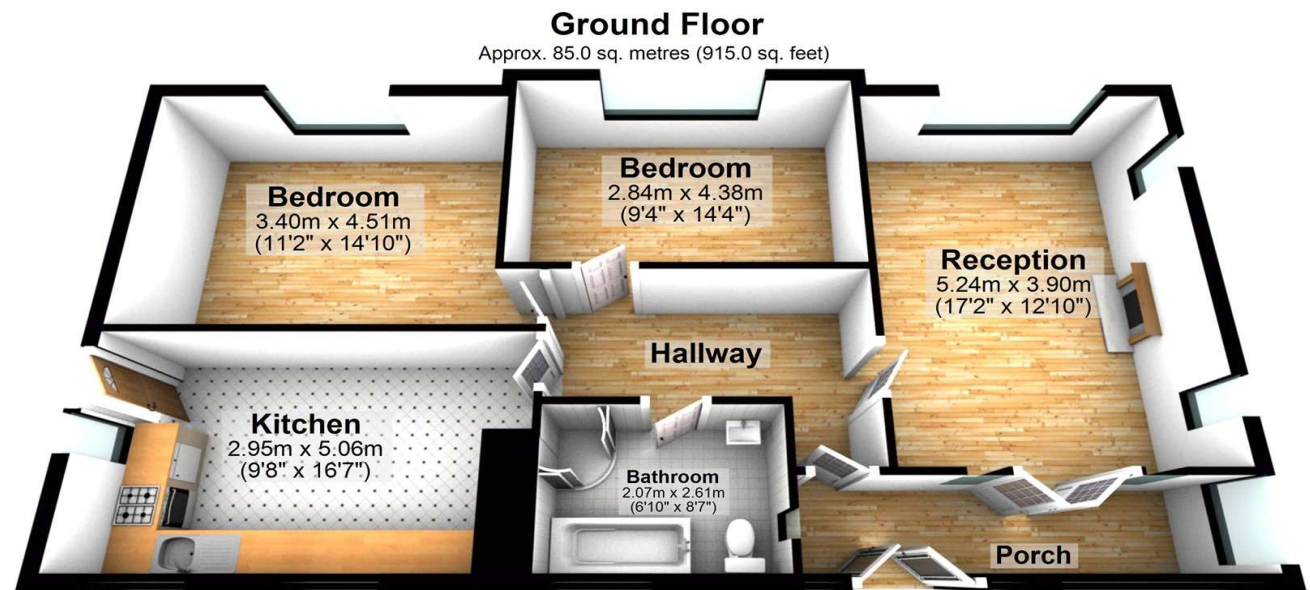 Ground Floor
Approx. 85.0 sq. metres (915.0 sq. feet)
Bedroom
3.40m x 4.51m
(11'2" x 14'10")
Bedroom
2.84m x 4.38m
(9'4" x 14'4")
Reception
5.24m x 3.90m
(17'2" x 12'10")
Hallway
Kitchen
2.95m x 5.06m
(9'8" x 16'7")
Bathroom
2.07m x 2.61m
(6'10" x 8'7")
Porch